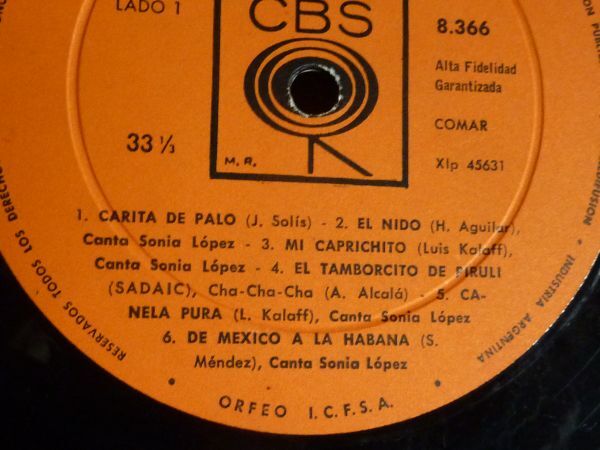 LADO 1
CBS
8.366
Alta Fidelidad
Garantizada
33 ⅓
COMAR
M. R.
Xlp 45631
1. CARITA DE PALO (J. Solís) - 2. EL NIDO (H. Aguilar),
Canta Sonia López - 3. MI CAPRICHITO (Luis Kalaff),
Canta Sonia López - 4. EL TAMBORCITO DE PIRULI
(SADAIC), Cha-Cha-Cha (A. Alcalá) - 5. CA-
NELA PURA (L. Kalaff), Canta Sonia López
6. DE MEXICO A LA HABANA (S.
Méndez), Canta Sonia López
• ORFEO I.C.F.S.A. •
RESERVADOS TODOS LOS DERECHO
INDUSTRIA ARGENTINA